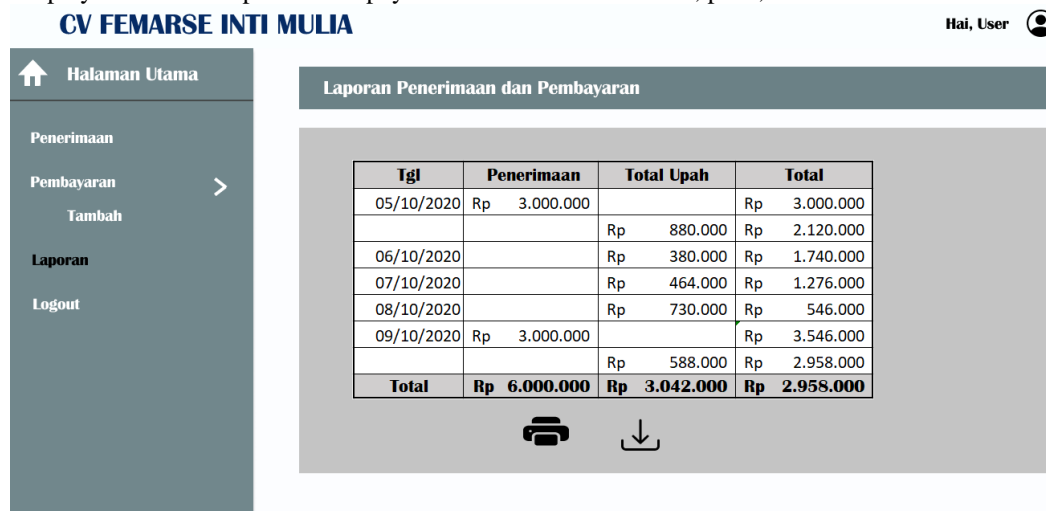 CV FEMARSE INTI MULIA
Hai, User
Halaman Utama
Penerimaan
Pembayaran
Tambah
Laporan
Logout
Laporan Penerimaan dan Pembayaran
Tgl Penerimaan Total Upah Total
05/10/2020 Rp 3.000.000 Rp 3.000.000
Rp 880.000 Rp 2.120.000
06/10/2020 Rp 380.000 Rp 1.740.000
07/10/2020 Rp 464.000 Rp 1.276.000
08/10/2020 Rp 730.000 Rp 546.000
09/10/2020 Rp 3.000.000 Rp 3.546.000
Rp 588.000 Rp 2.958.000
Total Rp 6.000.000 Rp 3.042.000 Rp 2.958.000